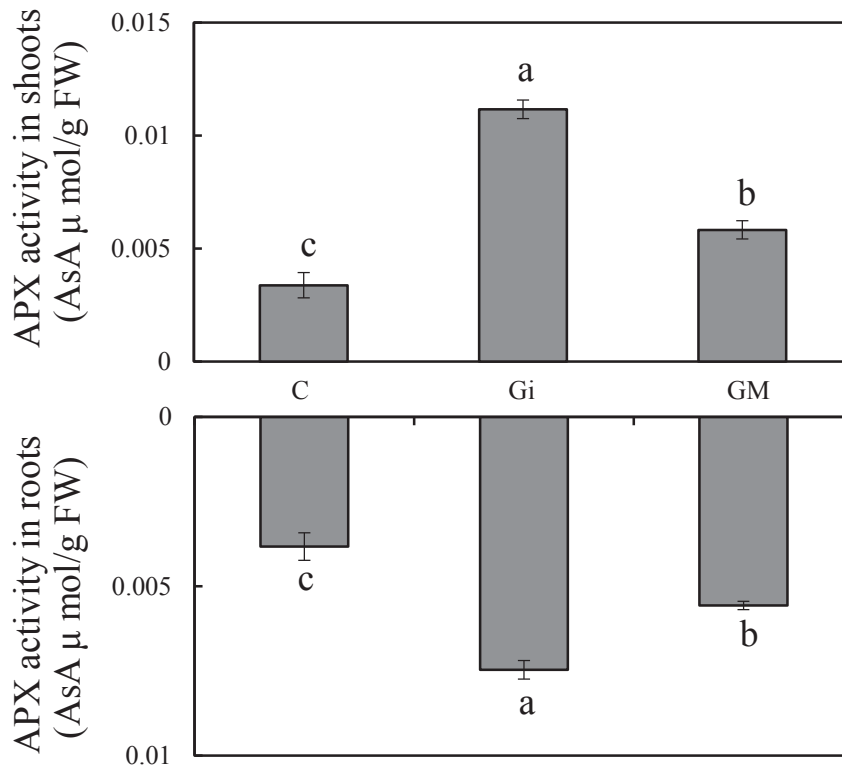 APX activity in shoots
(AsA μ mol/g FW)
0.015
0.01
0.005
0
c
a
b
C Gi GM
APX activity in roots
(AsA μ mol/g FW)
0
0.005
0.01
c
a
b